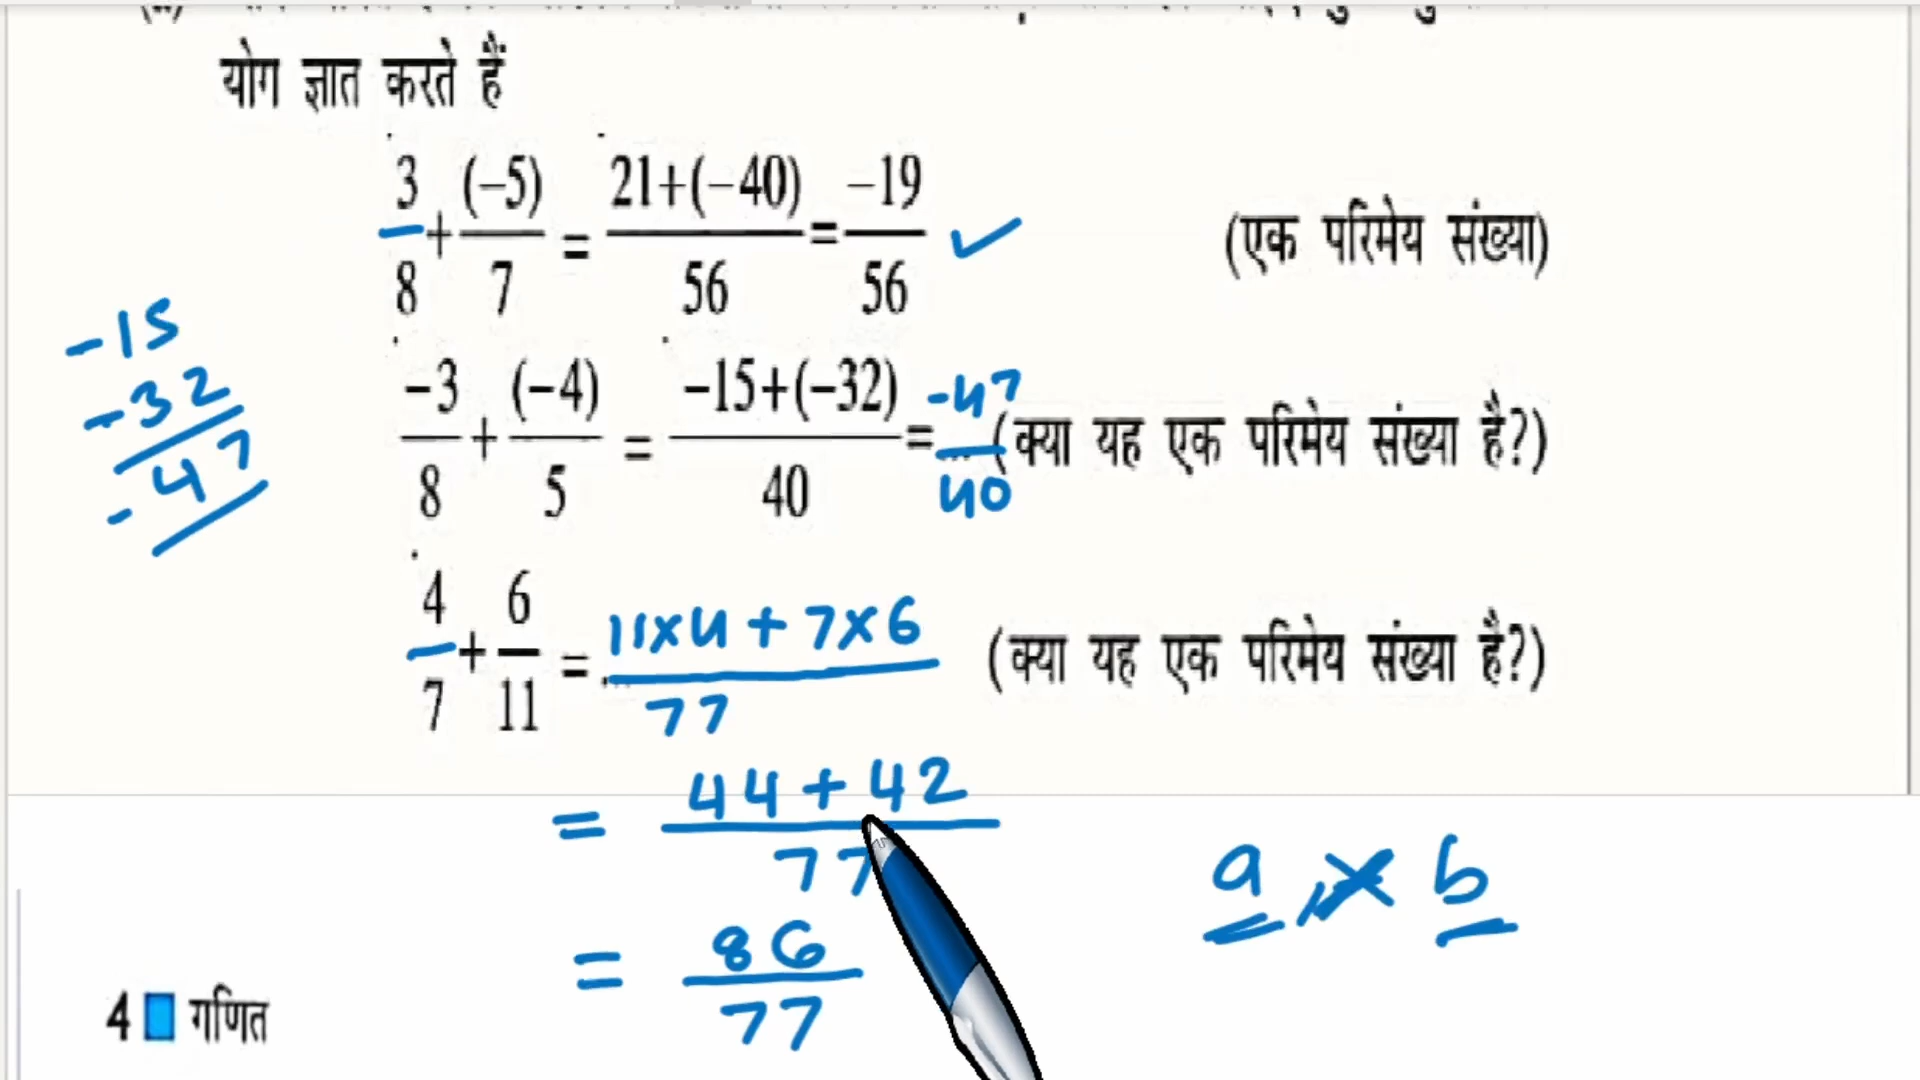 योग ज्ञात करते हैं
3/8 + (–5)/7 = 21+(–40)/56 = –19/56 ✓ (एक परिमेय संख्या)
-15
-32
-47
–3/8 + (–4)/5 = –15+(–32)/40 = -47/40 (क्या यह एक परिमेय संख्या है?)
4/7 + 6/11 = 11×4 + 7×6/77 (क्या यह एक परिमेय संख्या है?)
= 44 + 42/77
= 86/77
a × b
4 गणित